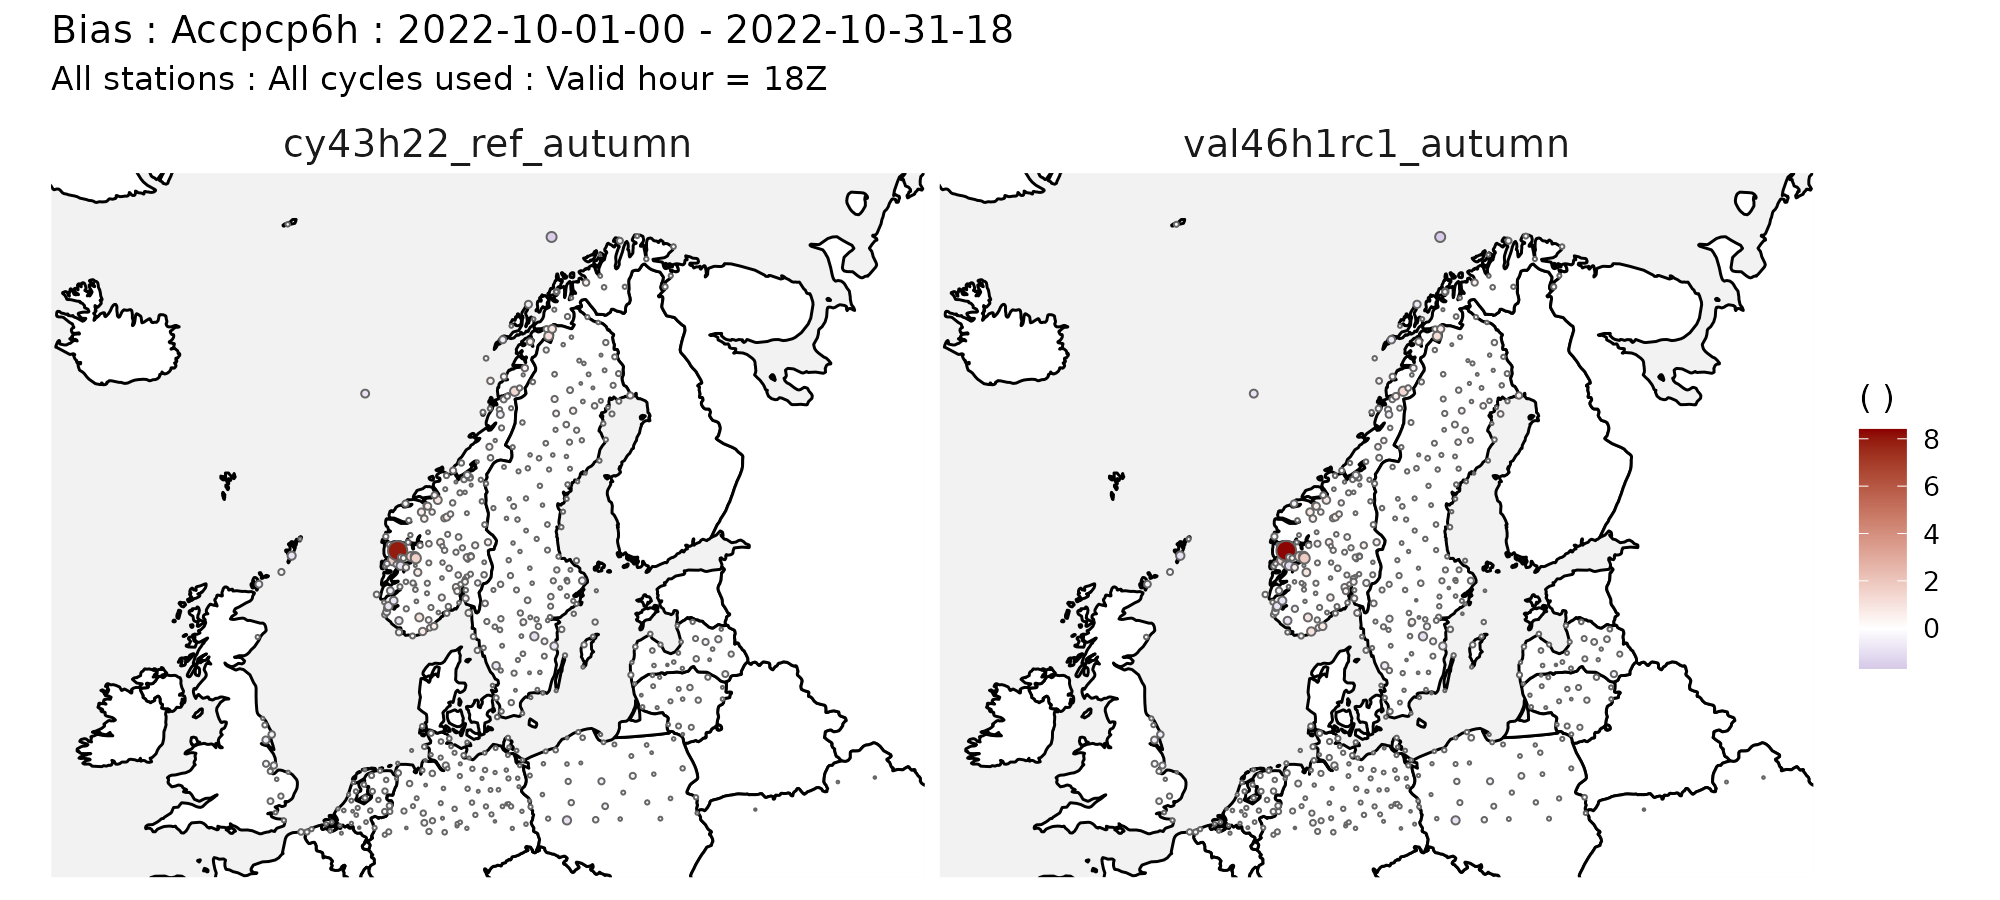 Bias : Accpcp6h : 2022-10-01-00 - 2022-10-31-18
All stations : All cycles used : Valid hour = 18Z
cy43h22_ref_autumn
val46h1rc1_autumn
( )
8
6
4
2
0